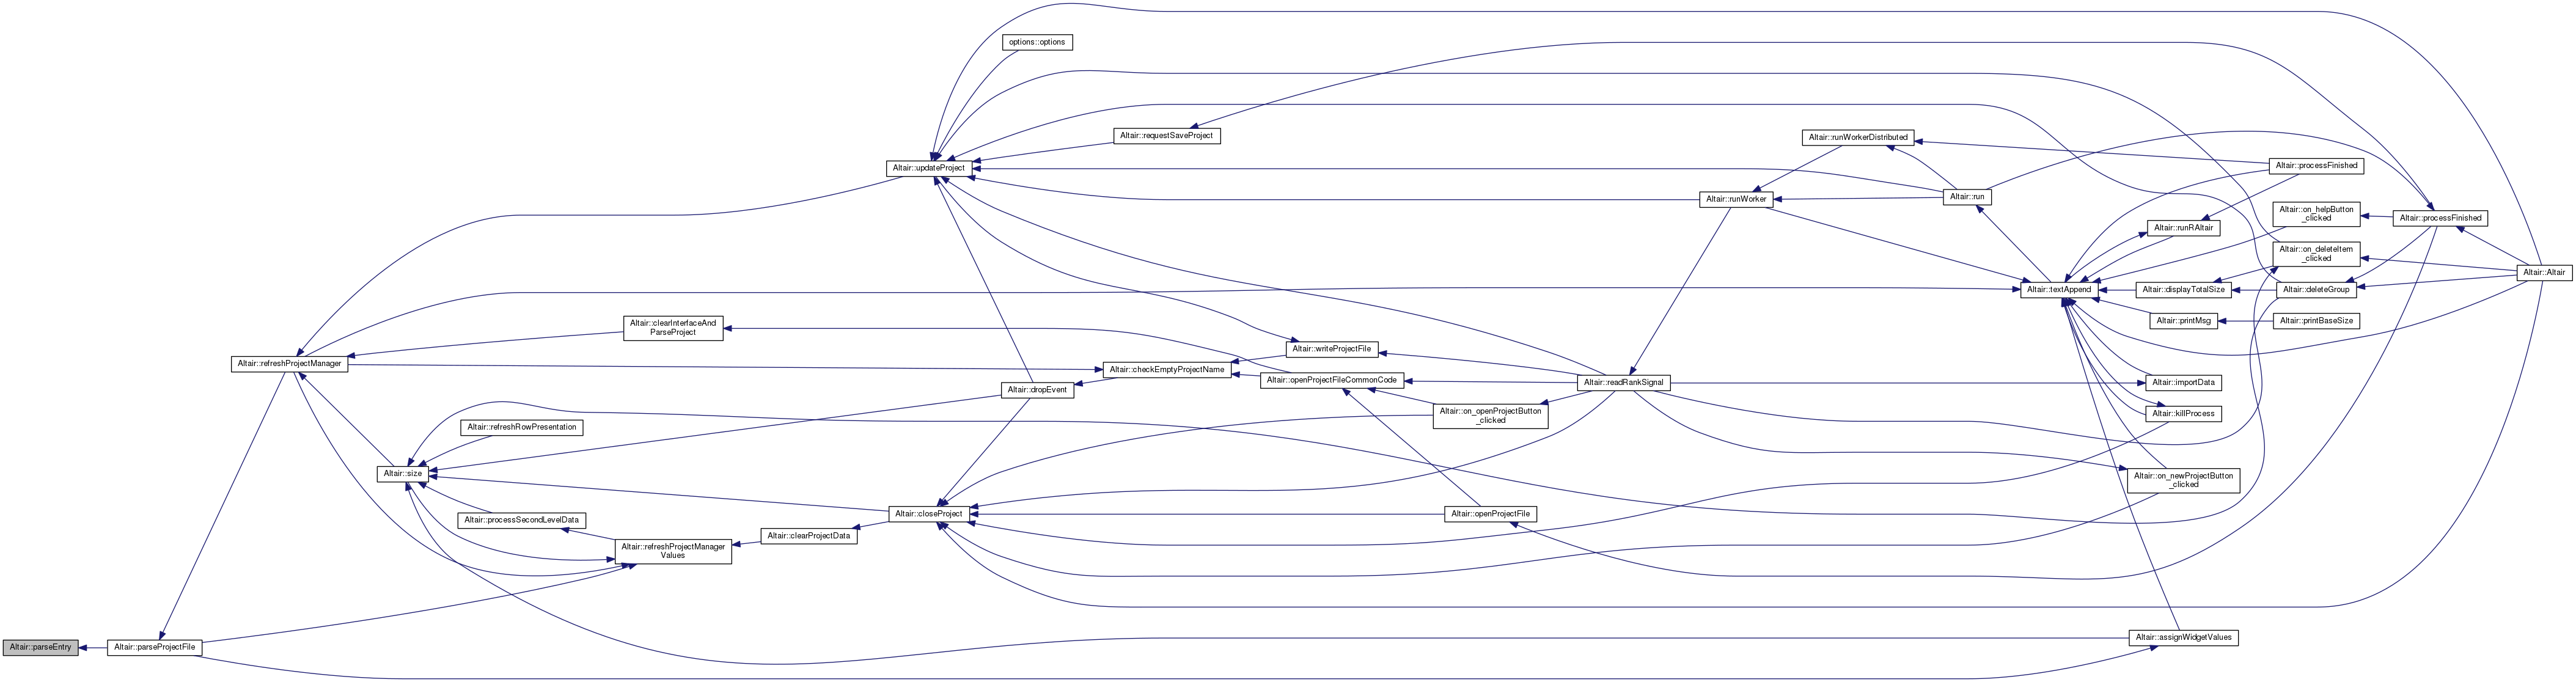 options::options
Altair::requestSaveProject
Altair::runWorkerDistributed
Altair::updateProject
Altair::processFinished
Altair::runWorker
Altair::run
Altair::on_helpButton
_clicked
Altair::processFinished
Altair::runRAltair
Altair::on_deleteItem
_clicked
Altair::Altair
Altair::textAppend
Altair::displayTotalSize
Altair::deleteGroup
Altair::clearInterfaceAnd
ParseProject
Altair::printMsg
Altair::printBaseSize
Altair::writeProjectFile
Altair::refreshProjectManager
Altair::checkEmptyProjectName
Altair::openProjectFileCommonCode
Altair::readRankSignal
Altair::importData
Altair::dropEvent
Altair::on_openProjectButton
_clicked
Altair::killProcess
Altair::refreshRowPresentation
Altair::size
Altair::on_newProjectButton
_clicked
Altair::processSecondLevelData
Altair::closeProject
Altair::openProjectFile
Altair::clearProjectData
Altair::refreshProjectManager
Values
Altair::assignWidgetValues
Altair::parseEntry
Altair::parseProjectFile